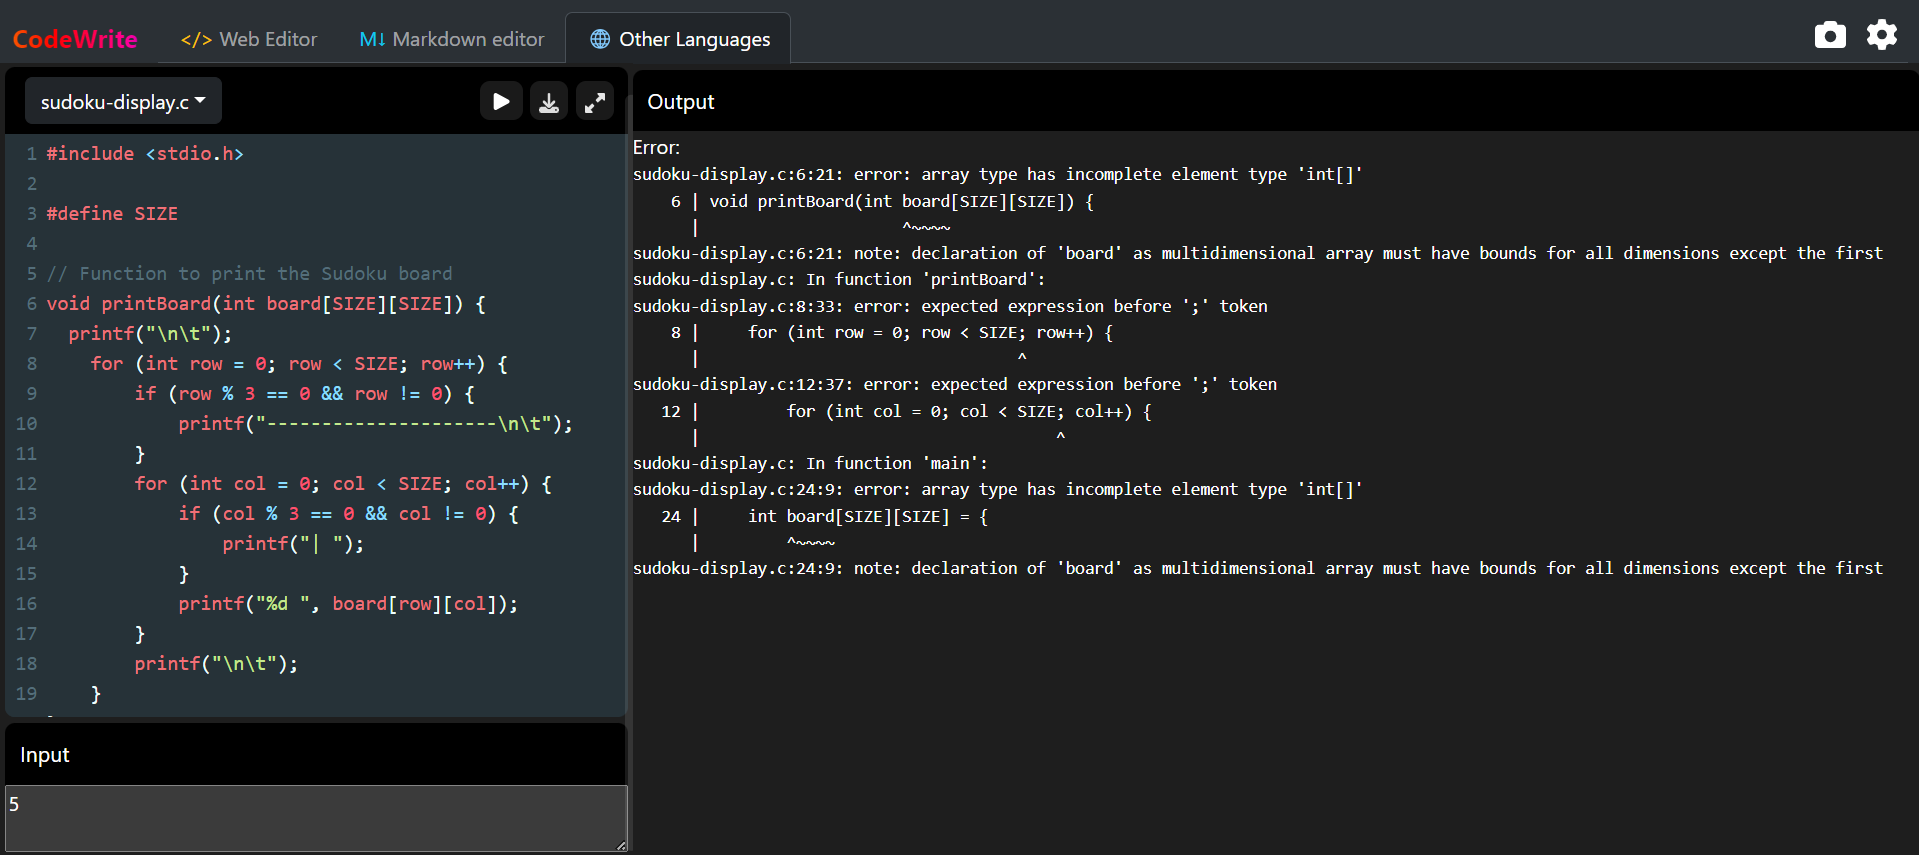 CodeWrite
</> Web Editor
M↓ Markdown editor
Other Languages
sudoku-display.c
1 #include <stdio.h>
2
3 #define SIZE
4
5 // Function to print the Sudoku board
6 void printBoard(int board[SIZE][SIZE]) {
7   printf("\n\t");
8     for (int row = 0; row < SIZE; row++) {
9         if (row % 3 == 0 && row != 0) {
10             printf("---------------------\n\t");
11         }
12         for (int col = 0; col < SIZE; col++) {
13             if (col % 3 == 0 && col != 0) {
14                 printf("| ");
15             }
16             printf("%d ", board[row][col]);
17         }
18         printf("\n\t");
19     }
Input
5
Output
Error:
sudoku-display.c:6:21: error: array type has incomplete element type 'int[]'
    6 | void printBoard(int board[SIZE][SIZE]) {
      |                     ^~~~~
sudoku-display.c:6:21: note: declaration of 'board' as multidimensional array must have bounds for all dimensions except the first
sudoku-display.c: In function 'printBoard':
sudoku-display.c:8:33: error: expected expression before ';' token
    8 |     for (int row = 0; row < SIZE; row++) {
      |                                 ^
sudoku-display.c:12:37: error: expected expression before ';' token
   12 |         for (int col = 0; col < SIZE; col++) {
      |                                     ^
sudoku-display.c: In function 'main':
sudoku-display.c:24:9: error: array type has incomplete element type 'int[]'
   24 |     int board[SIZE][SIZE] = {
      |         ^~~~~
sudoku-display.c:24:9: note: declaration of 'board' as multidimensional array must have bounds for all dimensions except the first